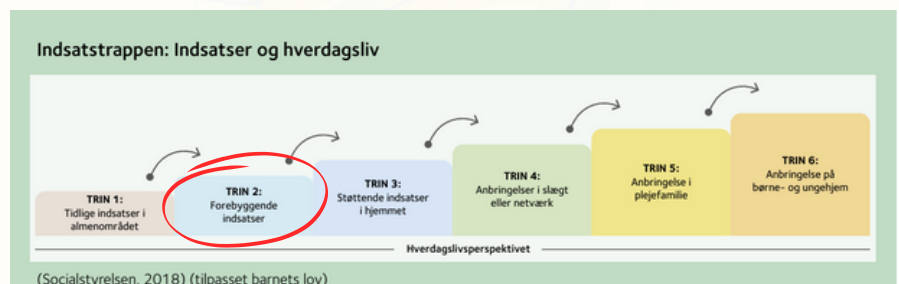 Indsatstrappen: Indsatser og hverdagsliv
TRIN 1:
Tidlige indsatser i
almenområdet
TRIN 2:
Forebyggende
indsatser
TRIN 3:
Støttende indsatser
i hjemmet
TRIN 4:
Anbringelser i slægt
eller netværk
TRIN 5:
Anbringelse i
plejefamilie
TRIN 6:
Anbringelse på
børne- og ungehjem
Hverdagslivsperspektivet
(Socialstyrelsen, 2018) (tilpasset barnets lov)